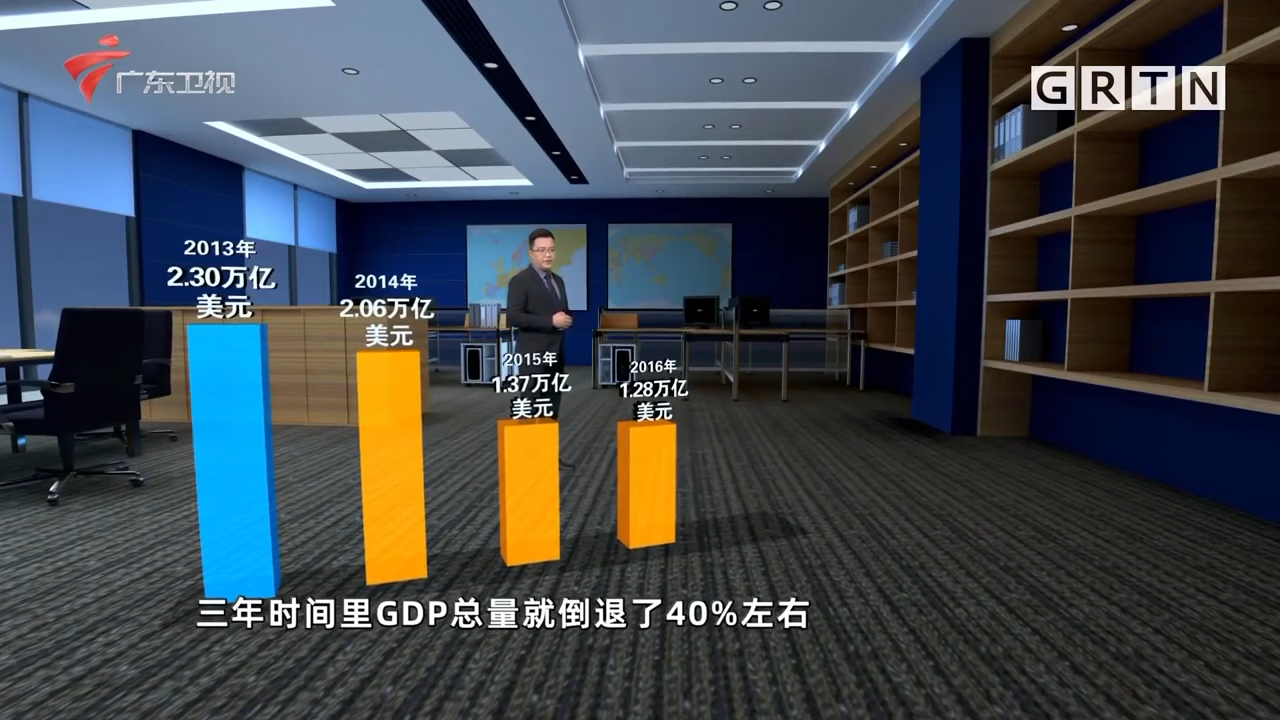 广东卫视
GRTN
2013年
2.30万亿
美元
2014年
2.06万亿
美元
2015年
1.37万亿
美元
2016年
1.28万亿
美元
三年时间里GDP总量就倒退了40%左右